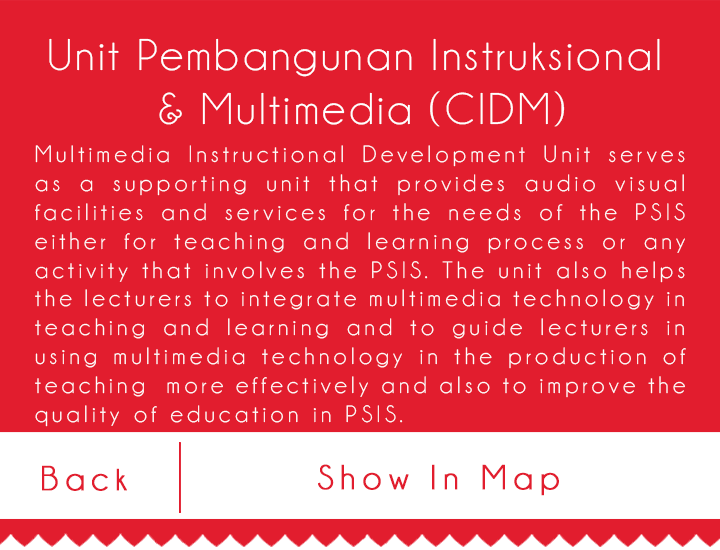 Unit Pembangunan Instruksional
& Multimedia (CIDM)
Multimedia Instructional Development Unit serves
as a supporting unit that provides audio visual
facilities and services for the needs of the PSIS
either for teaching and learning process or any
activity that involves the PSIS. The unit also helps
the lecturers to integrate multimedia technology in
teaching and learning and to guide lecturers in
using multimedia technology in the production of
teaching more effectively and also to improve the
quality of education in PSIS.
Back
Show In Map